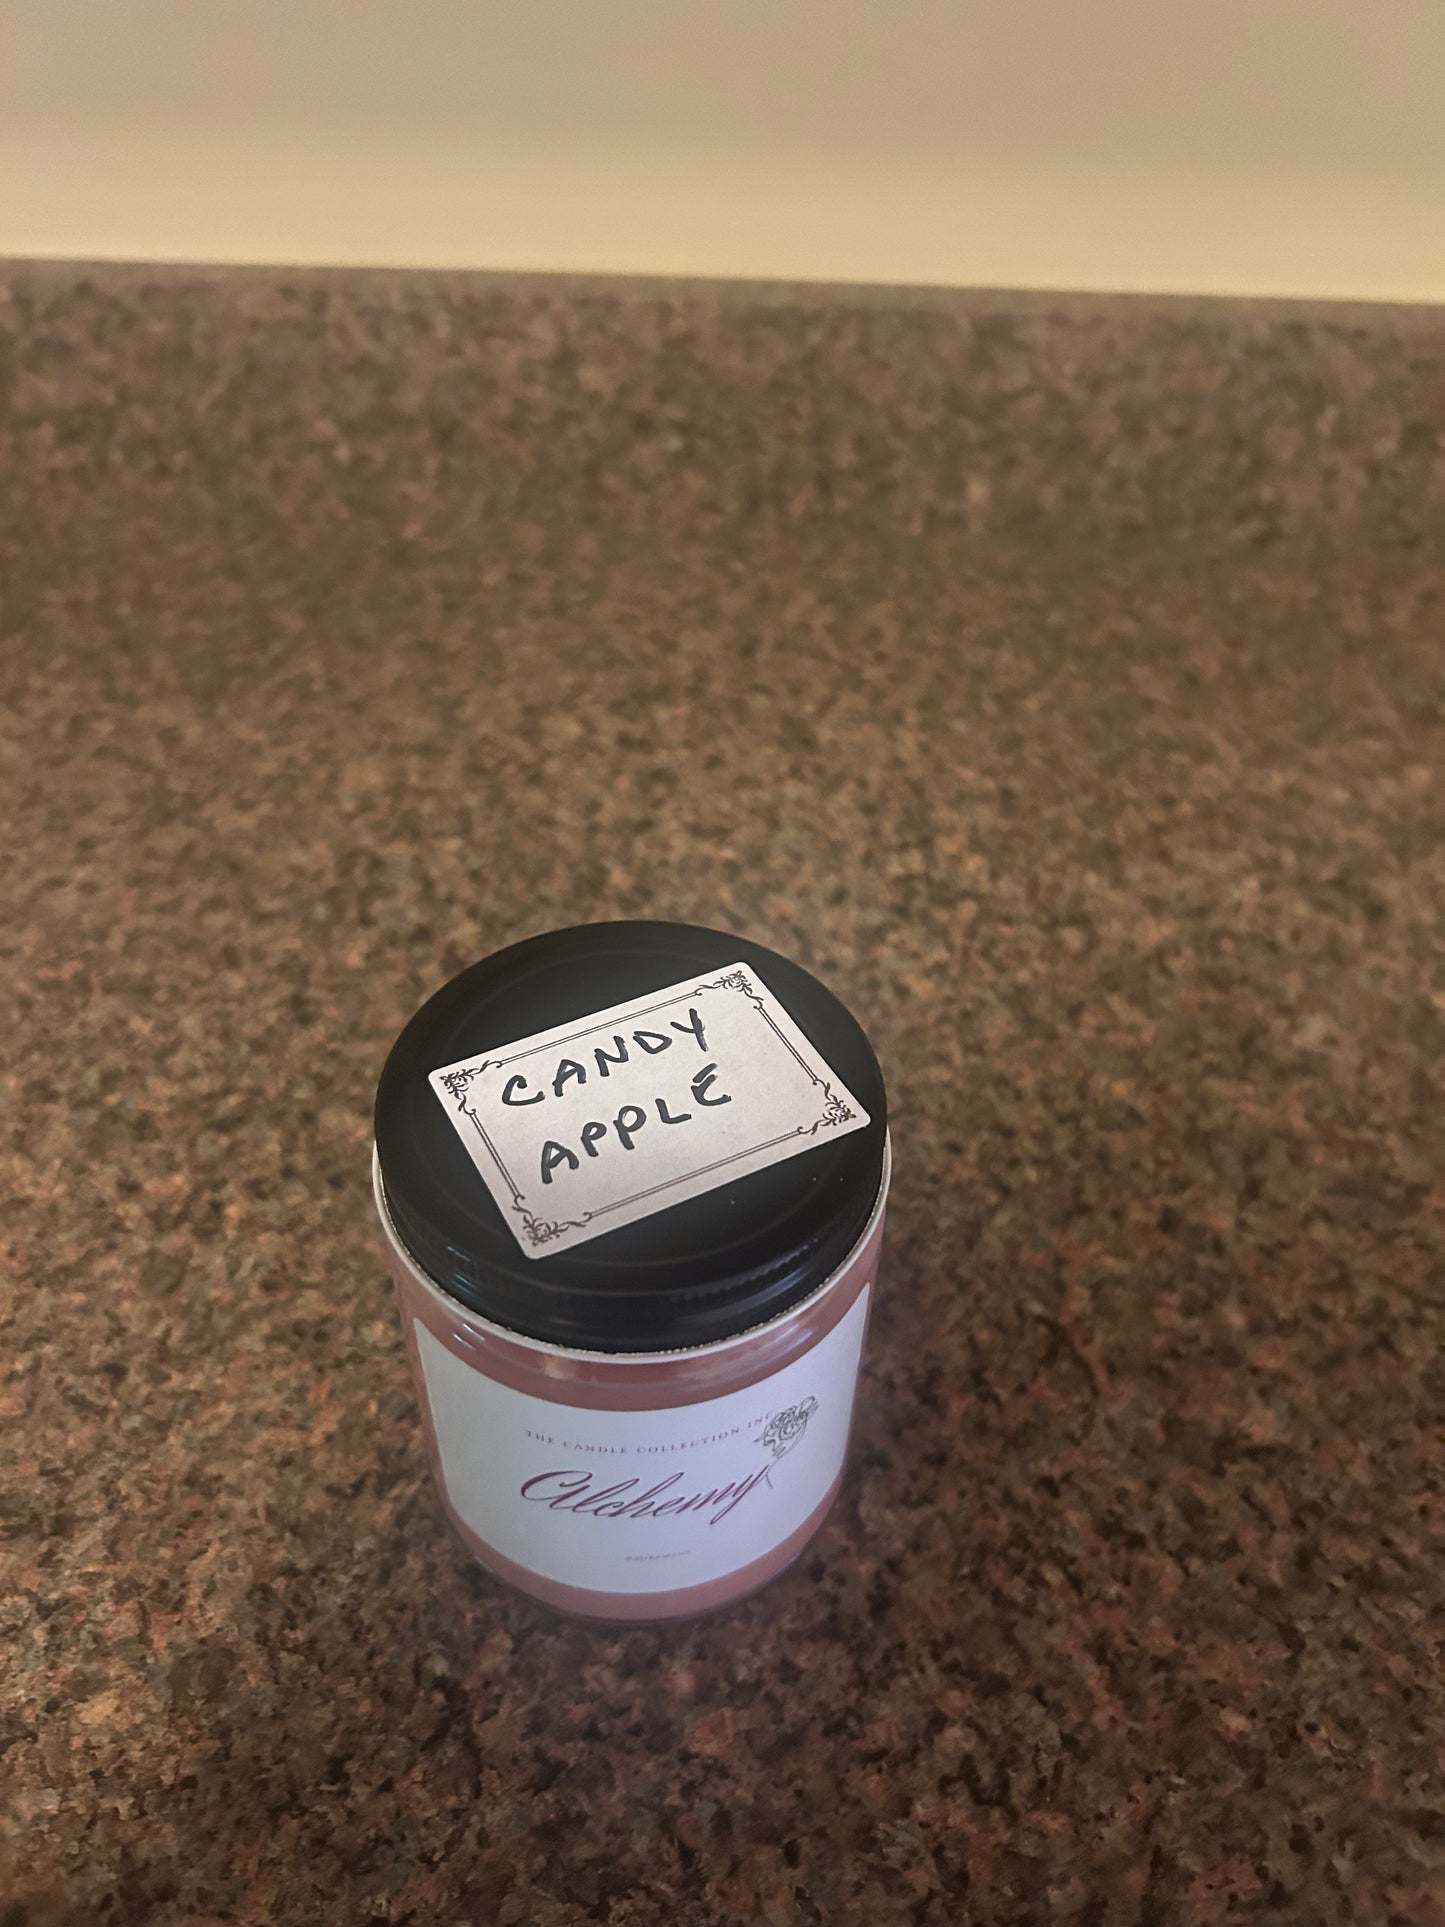 CANDY
APPLE
THE CANDLE COLLECTION INC
Alchemy